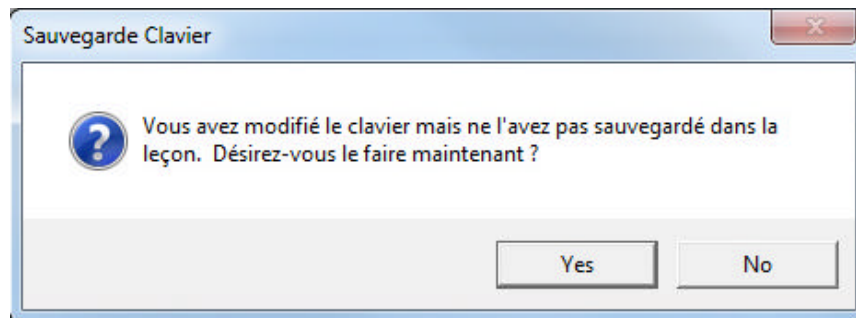 Sauvegarde Clavier
Vous avez modifié le clavier mais ne l'avez pas sauvegardé dans la
leçon.  Désirez-vous le faire maintenant ?
Yes
No